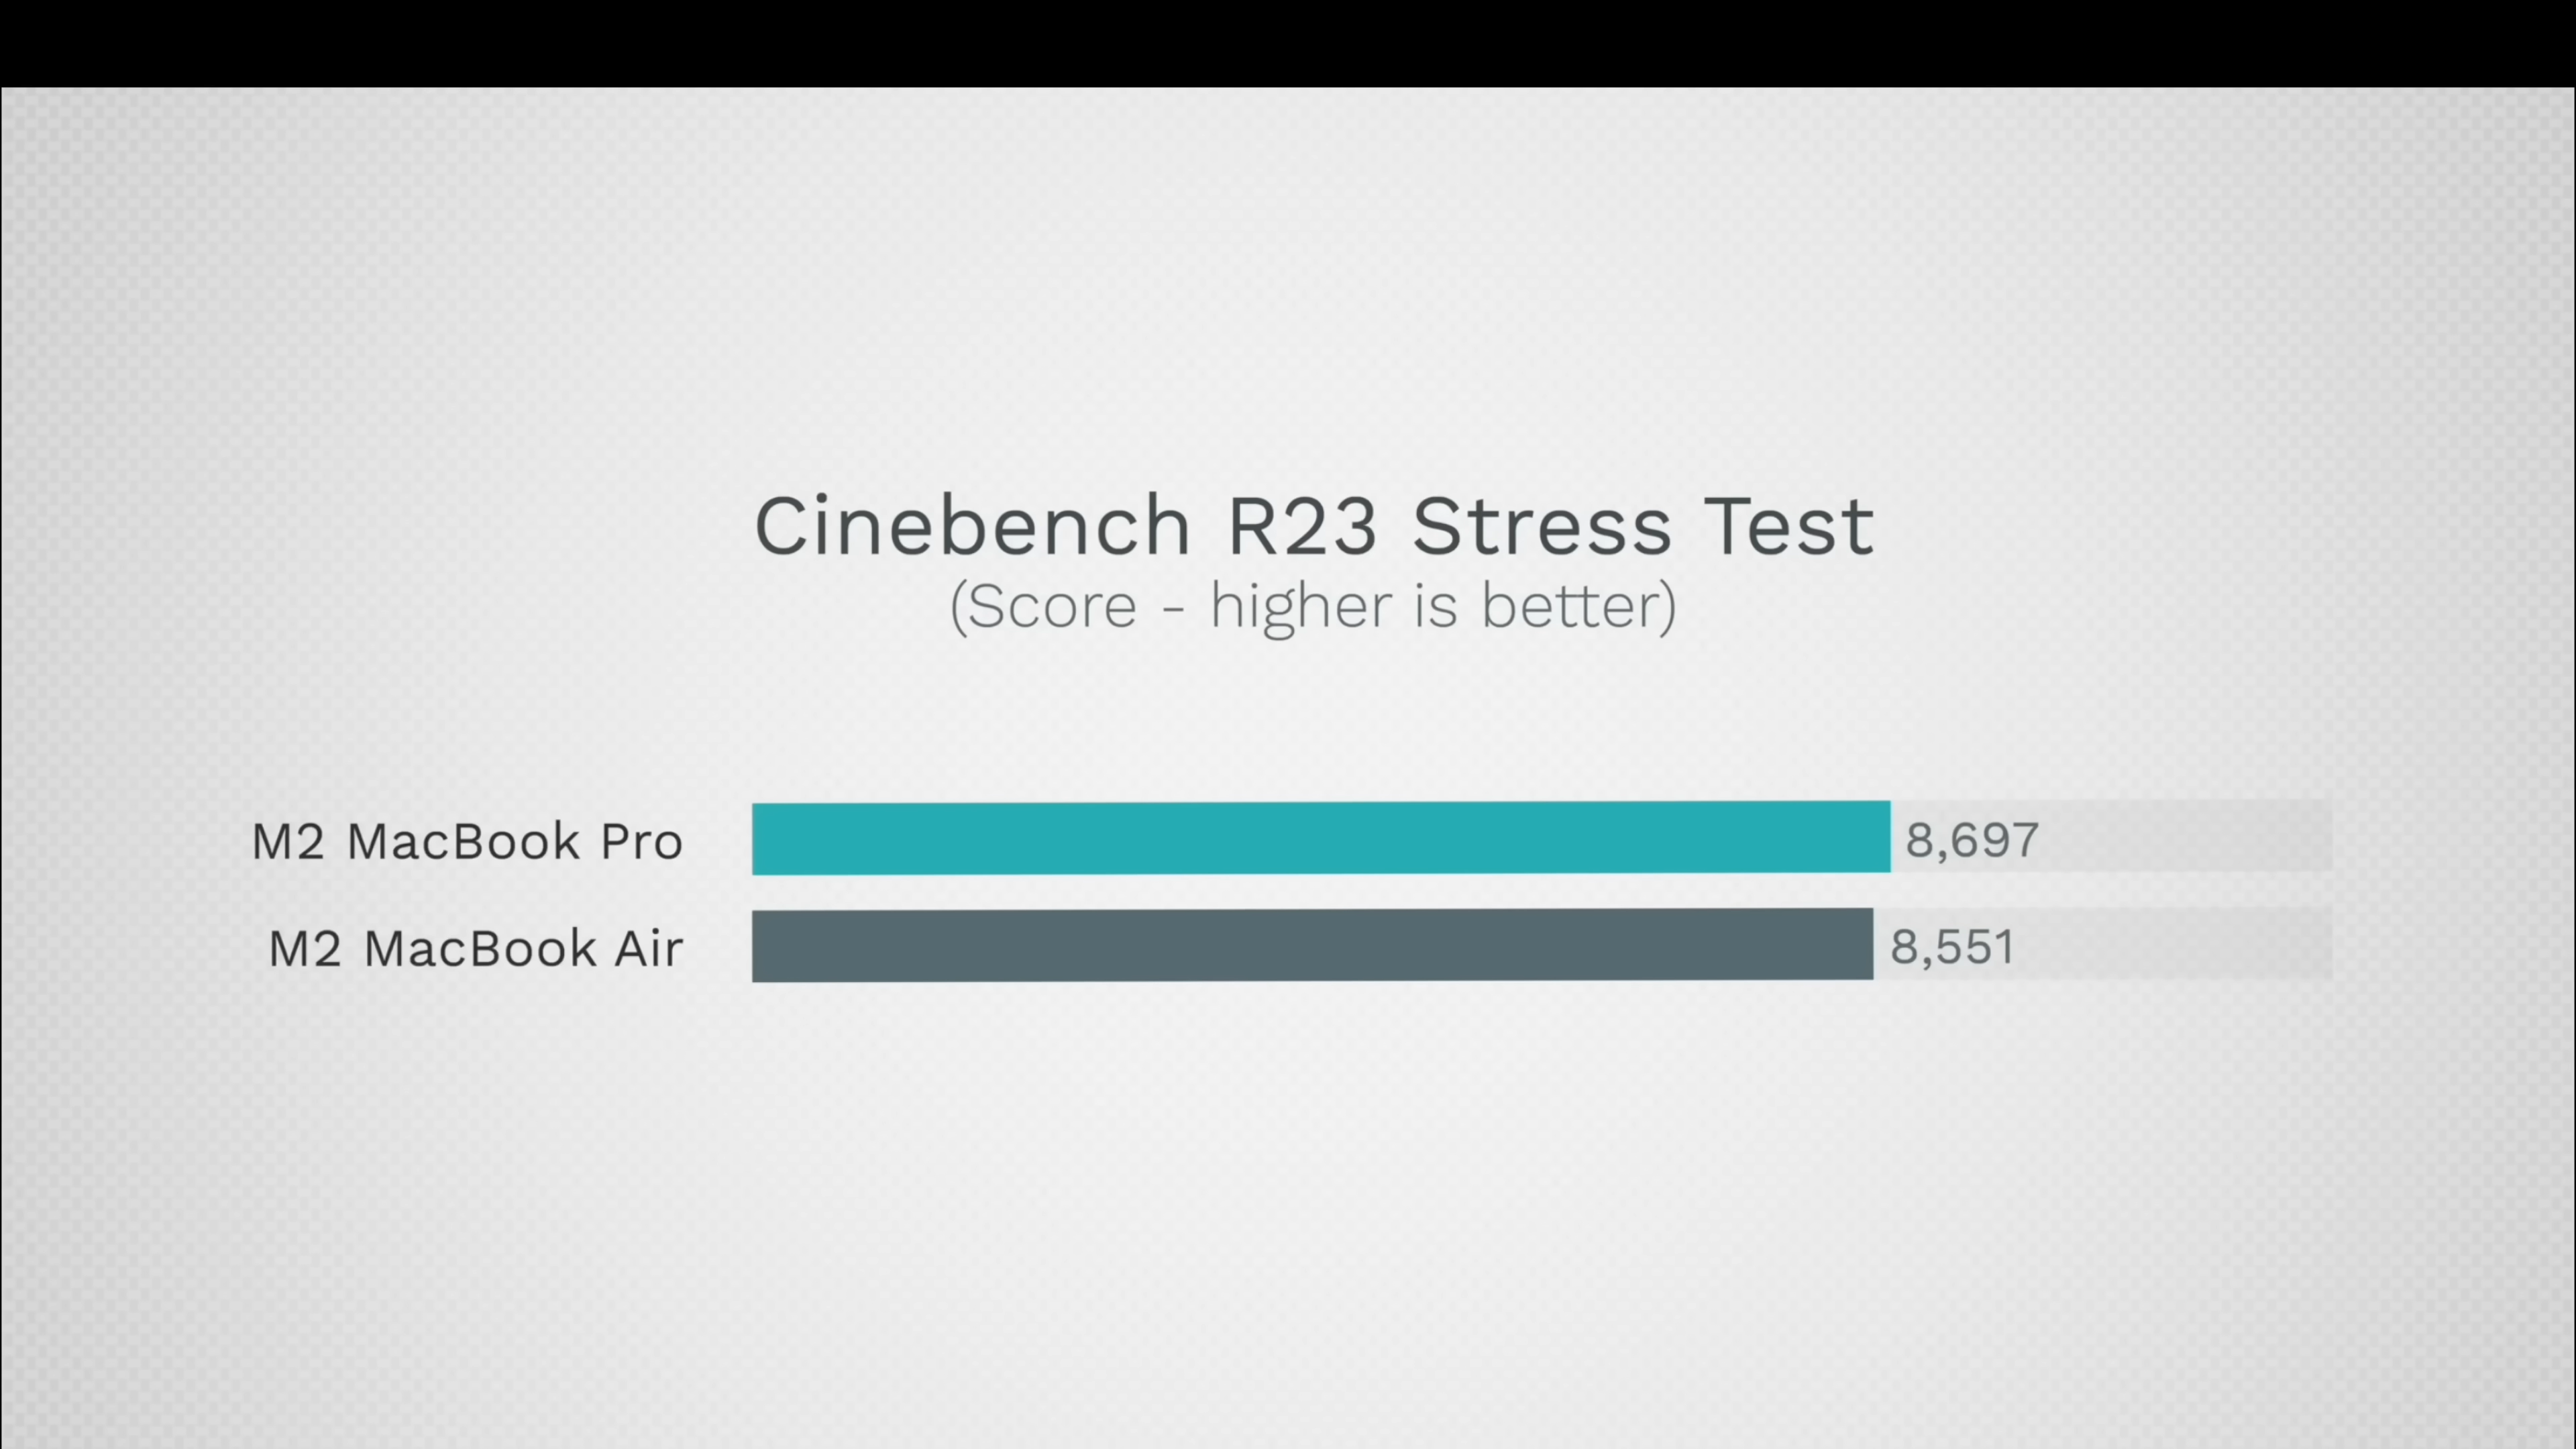 Cinebench R23 Stress Test
(Score - higher is better)
M2 MacBook Pro 8,697
M2 MacBook Air 8,551